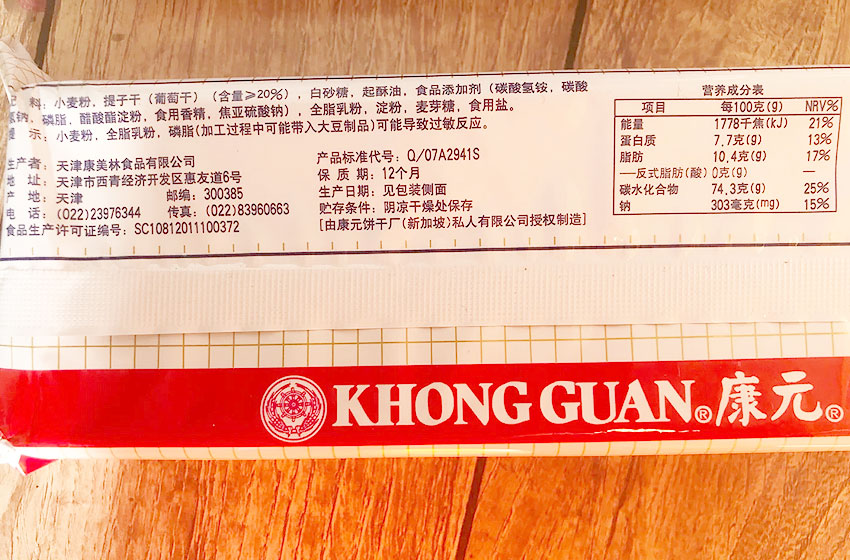 料：小麦粉，提子干（葡萄干）（含量≥20%），白砂糖，起酥油，食品添加剂（碳酸氢铵，碳酸
氢钠，磷脂，醋酸酯淀粉，食用香精，焦亚硫酸钠），全脂乳粉，淀粉，麦芽糖，食用盐。
示：小麦粉，全脂乳粉，磷脂(加工过程中可能带入大豆制品)可能导致过敏反应。
生产者：天津康美林食品有限公司
地 址：天津市西青经济开发区惠友道6号
产 地：天津 邮编：300385
电 话：(022)23976344 传真：(022)83960663
食品生产许可证编号：SC10812011100372
产品标准代号：Q/07A2941S
保 质 期：12个月
生产日期：见包装侧面
贮存条件：阴凉干燥处保存
[由康元饼干厂(新加坡)私人有限公司授权制造]
营养成分表
项目 每100克(g) NRV%
能量 1778千焦(kJ) 21%
蛋白质 7.7克(g) 13%
脂肪 10.4克(g) 17%
—反式脂肪(酸) 0克(g) —
碳水化合物 74.3克(g) 25%
钠 303毫克(mg) 15%
KHONG GUAN® 康元®